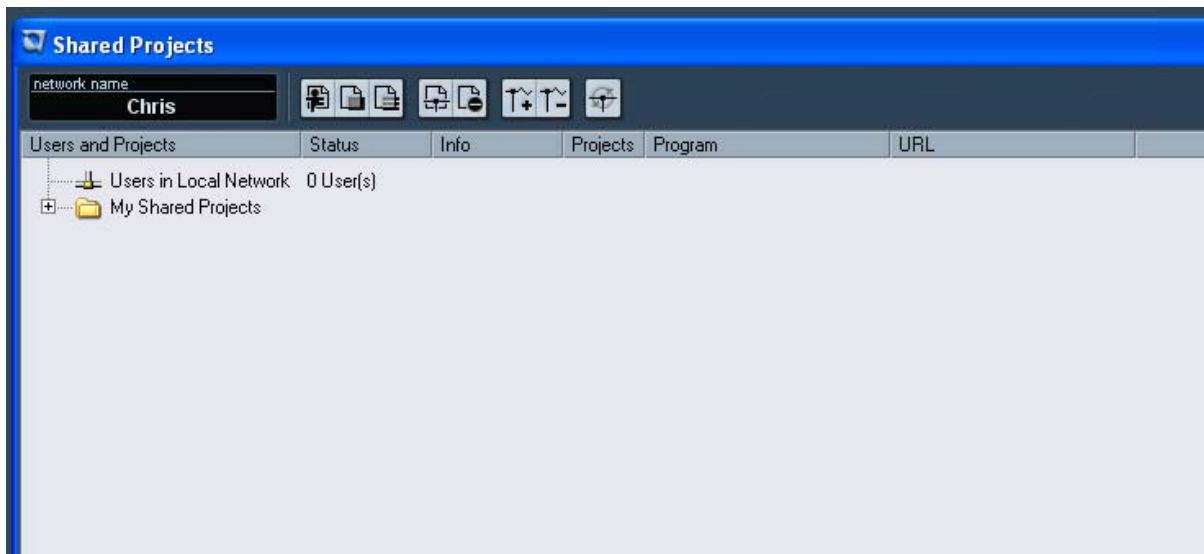 Shared Projects
network name
Chris
Users and Projects Status Info Projects Program URL
Users in Local Network 0 User(s)
My Shared Projects